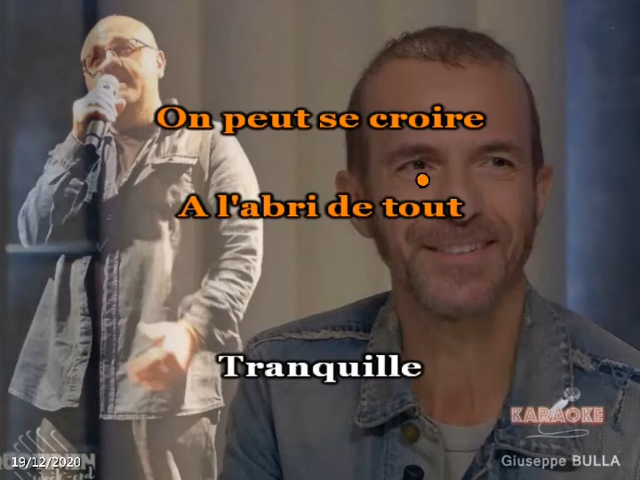 On peut se croire
A l'abri de tout
Tranquille
KARAOKE
19/12/2020
Giuseppe BULLA